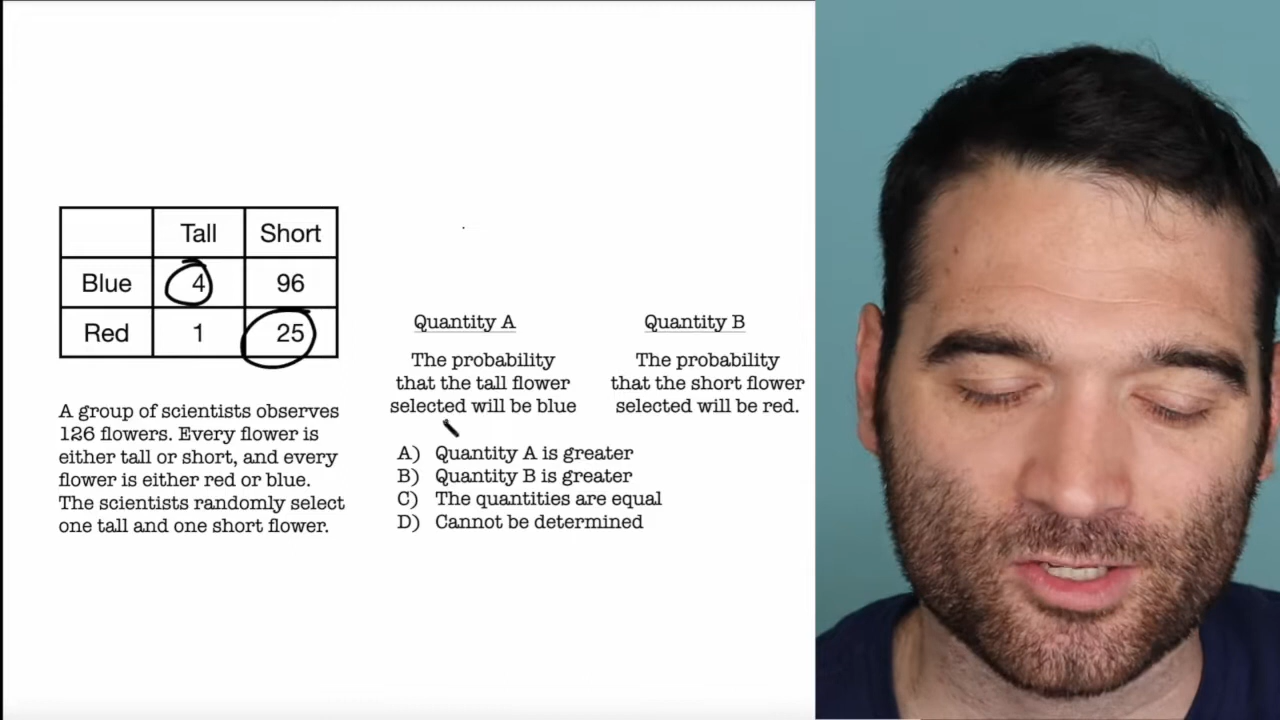 Tall Short
Blue 4 96
Red 1 25
A group of scientists observes
126 flowers. Every flower is
either tall or short, and every
flower is either red or blue.
The scientists randomly select
one tall and one short flower.
Quantity A
The probability
that the tall flower
selected will be blue
Quantity B
The probability
that the short flower
selected will be red.
A) Quantity A is greater
B) Quantity B is greater
C) The quantities are equal
D) Cannot be determined